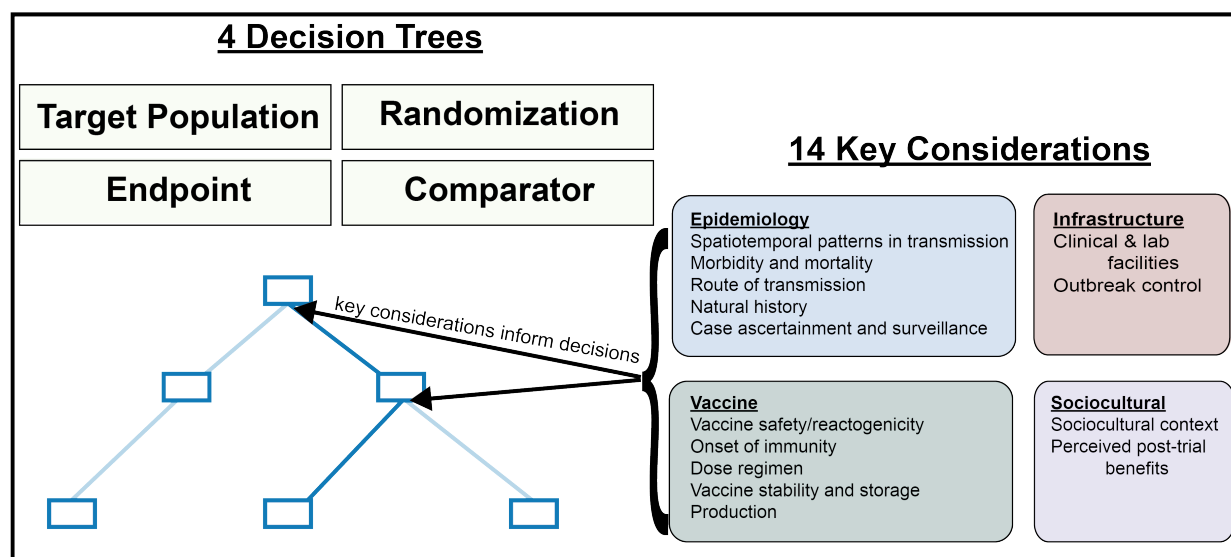 4 Decision Trees
Target Population
Randomization
Endpoint
Comparator
key considerations inform decisions
14 Key Considerations
Epidemiology
Spatiotemporal patterns in transmission
Morbidity and mortality
Route of transmission
Natural history
Case ascertainment and surveillance
Infrastructure
Clinical & lab
facilities
Outbreak control
Vaccine
Vaccine safety/reactogenicity
Onset of immunity
Dose regimen
Vaccine stability and storage
Production
Sociocultural
Sociocultural context
Perceived post-trial
benefits